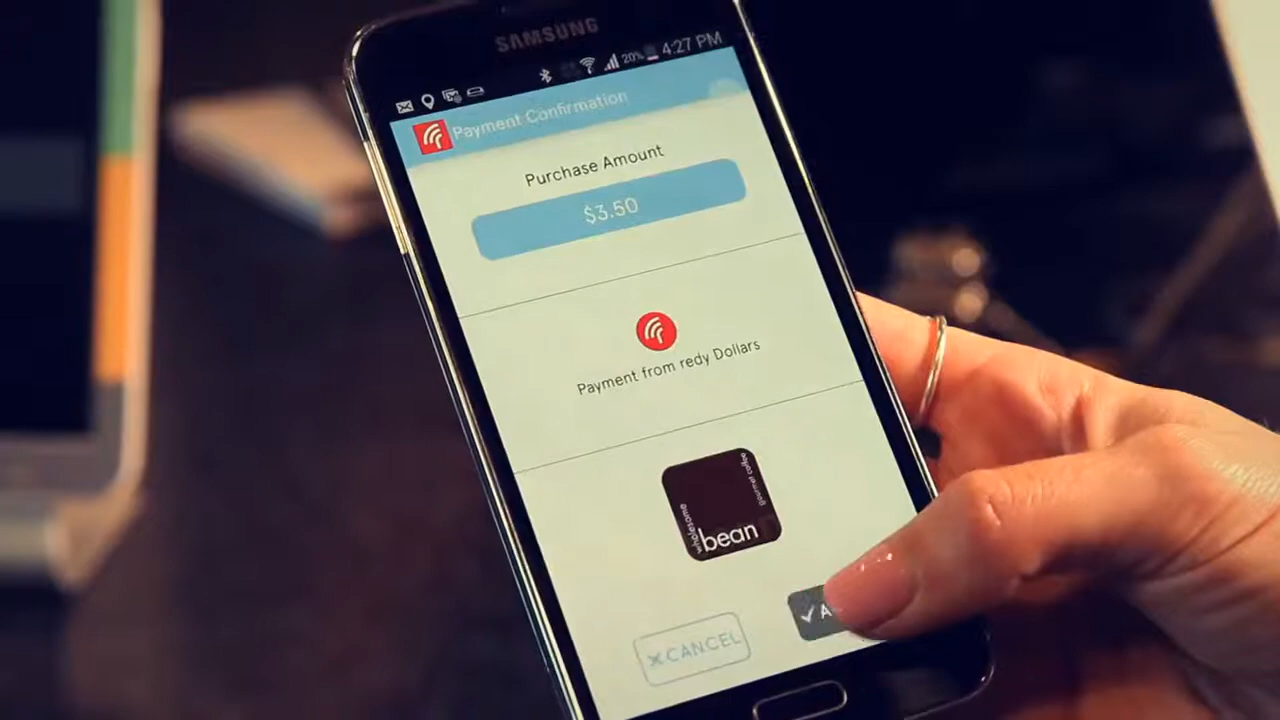 SAMSUNG
20% 4:27 PM
Payment Confirmation
Purchase Amount
$3.50
Payment from redy Dollars
wholesome
bean
gourmet coffee
CANCEL